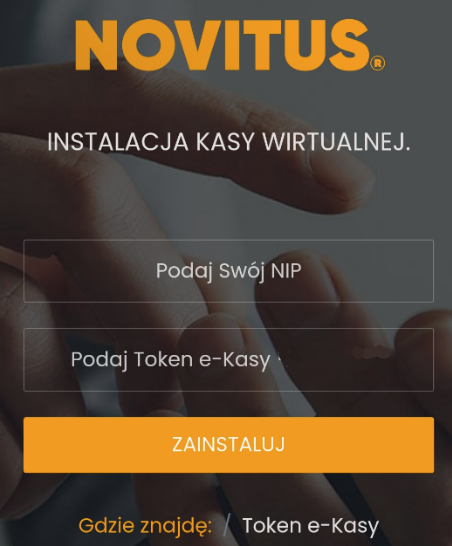 NOVITUS®
INSTALACJA KASY WIRTUALNEJ.
Podaj Swój NIP
Podaj Token e-Kasy
ZAINSTALUJ
Gdzie znajdę: / Token e-Kasy